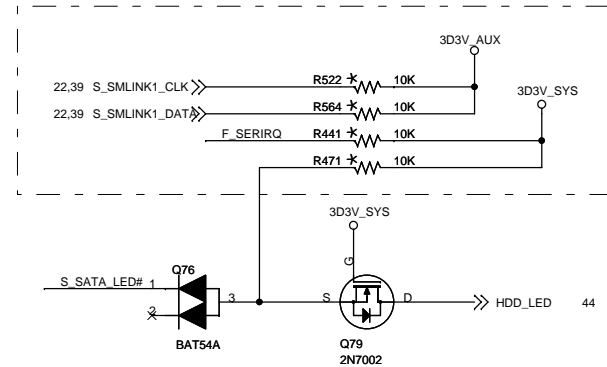 3D3V_AUX
R522 * 10K
22,39 S_SMLINK1_CLK
3D3V_SYS
R564 * 10K
22,39 S_SMLINK1_DATA
F_SERIRQ R441 * 10K
R471 * 10K
3D3V_SYS
G
Q76
S_SATA_LED# 1
3 S D HDD_LED 44
2
BAT54A
Q79
2N7002